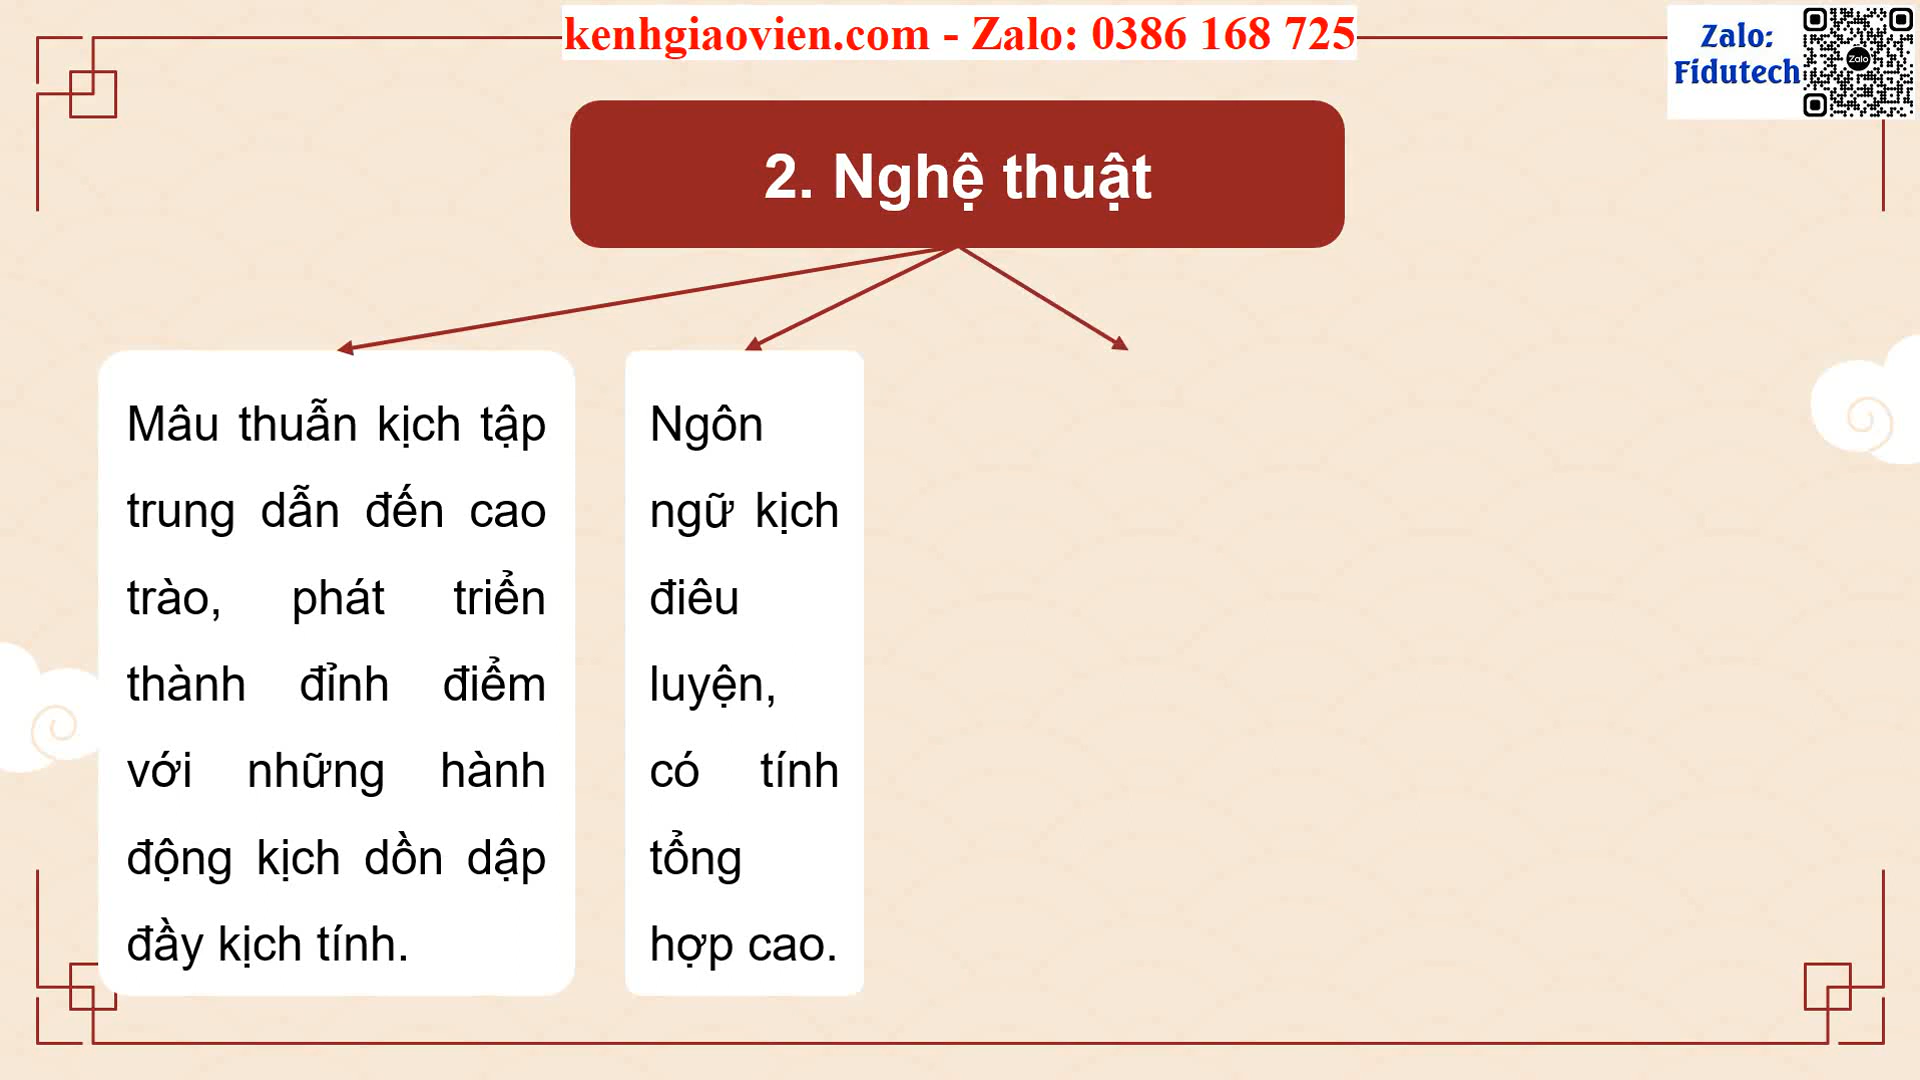 kenhgiaovien.com - Zalo: 0386 168 725
Zalo:
Fidutech
Zalo
2. Nghệ thuật
Mâu thuẫn kịch tập
trung dẫn đến cao
trào, phát triển
thành đỉnh điểm
với những hành
động kịch dồn dập
đầy kịch tính.
Ngôn
ngữ kịch
điêu
luyện,
có tính
tổng
hợp cao.